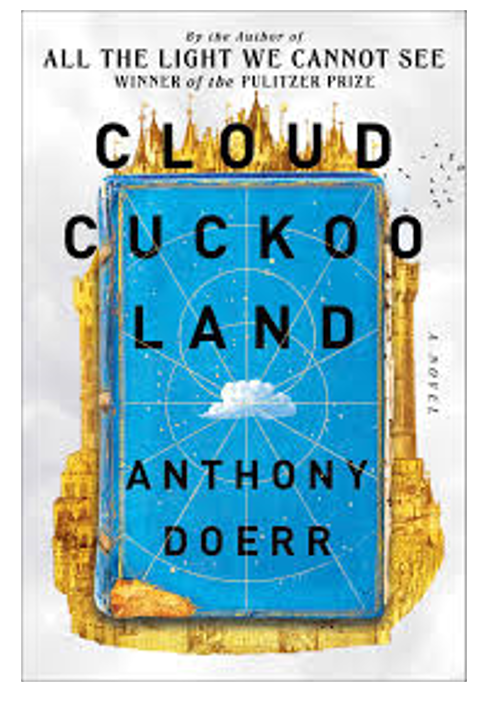 By the Author of
ALL THE LIGHT WE CANNOT SEE
WINNER of the PULITZER PRIZE
CLOUD
CUCKOO
LAND
A NOVEL
ANTHONY
DOERR